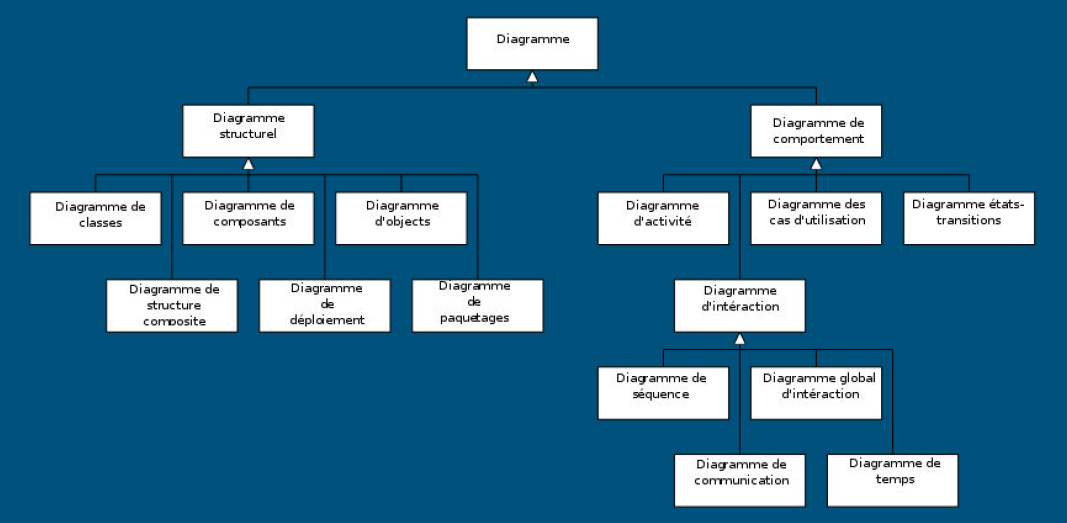 Diagramme
Diagramme
structurel
Diagramme de
comportement
Diagramme de
classes
Diagramme de
composants
Diagramme
d'objects
Diagramme
d'activité
Diagramme des
cas d'utilisation
Diagramme états-
transitions
Diagramme de
structure
composite
Diagramme
de
déploiement
Diagramme
de
paquetages
Diagramme
d'intéraction
Diagramme de
séquence
Diagramme global
d'intéraction
Diagramme de
communication
Diagramme de
temps